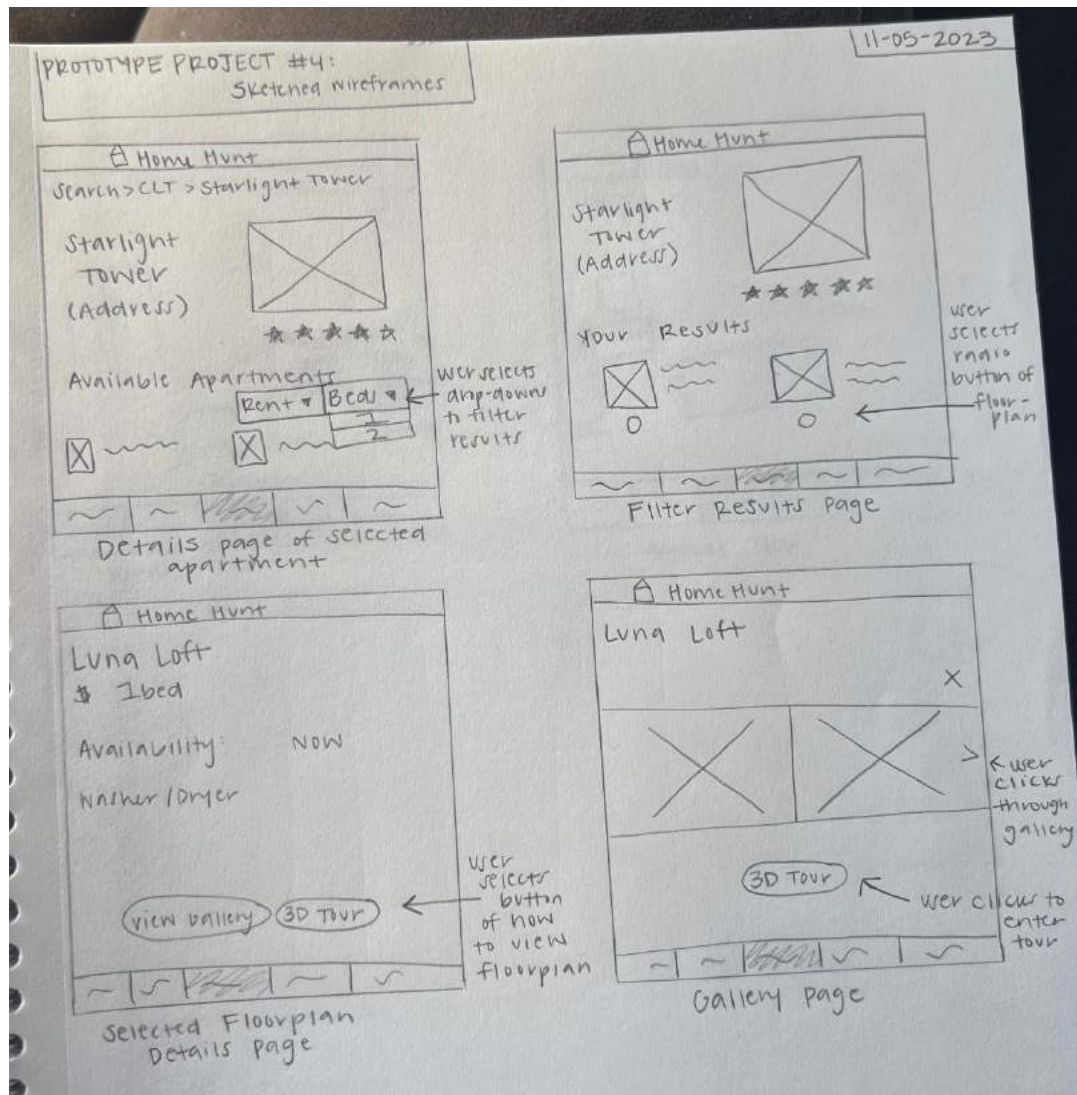 11-05-2023
PROTOTYPE PROJECT #4:
Sketched wireframes
Home Hunt
Search > CLT > Starlight Tower
Starlight
Tower
(Address)
Available Apartments
Rent ▾ Beds ▾
1
2
user selects
drop-down
to filter
results
Details page of selected
apartment
Home Hunt
Starlight
Tower
(Address)
Your Results
user
selects
radio
button of
floor-
plan
Filter Results page
Home Hunt
Luna Loft
$ 1bed
Availability: NOW
Washer/Dryer
view Gallery 3D Tour
user
selects
button
of how
to view
floorplan
Selected Floorplan
Details page
Home Hunt
Luna Loft
X
>
user
clicks
through
gallery
3D Tour
user clicks to
enter
tour
Gallery page